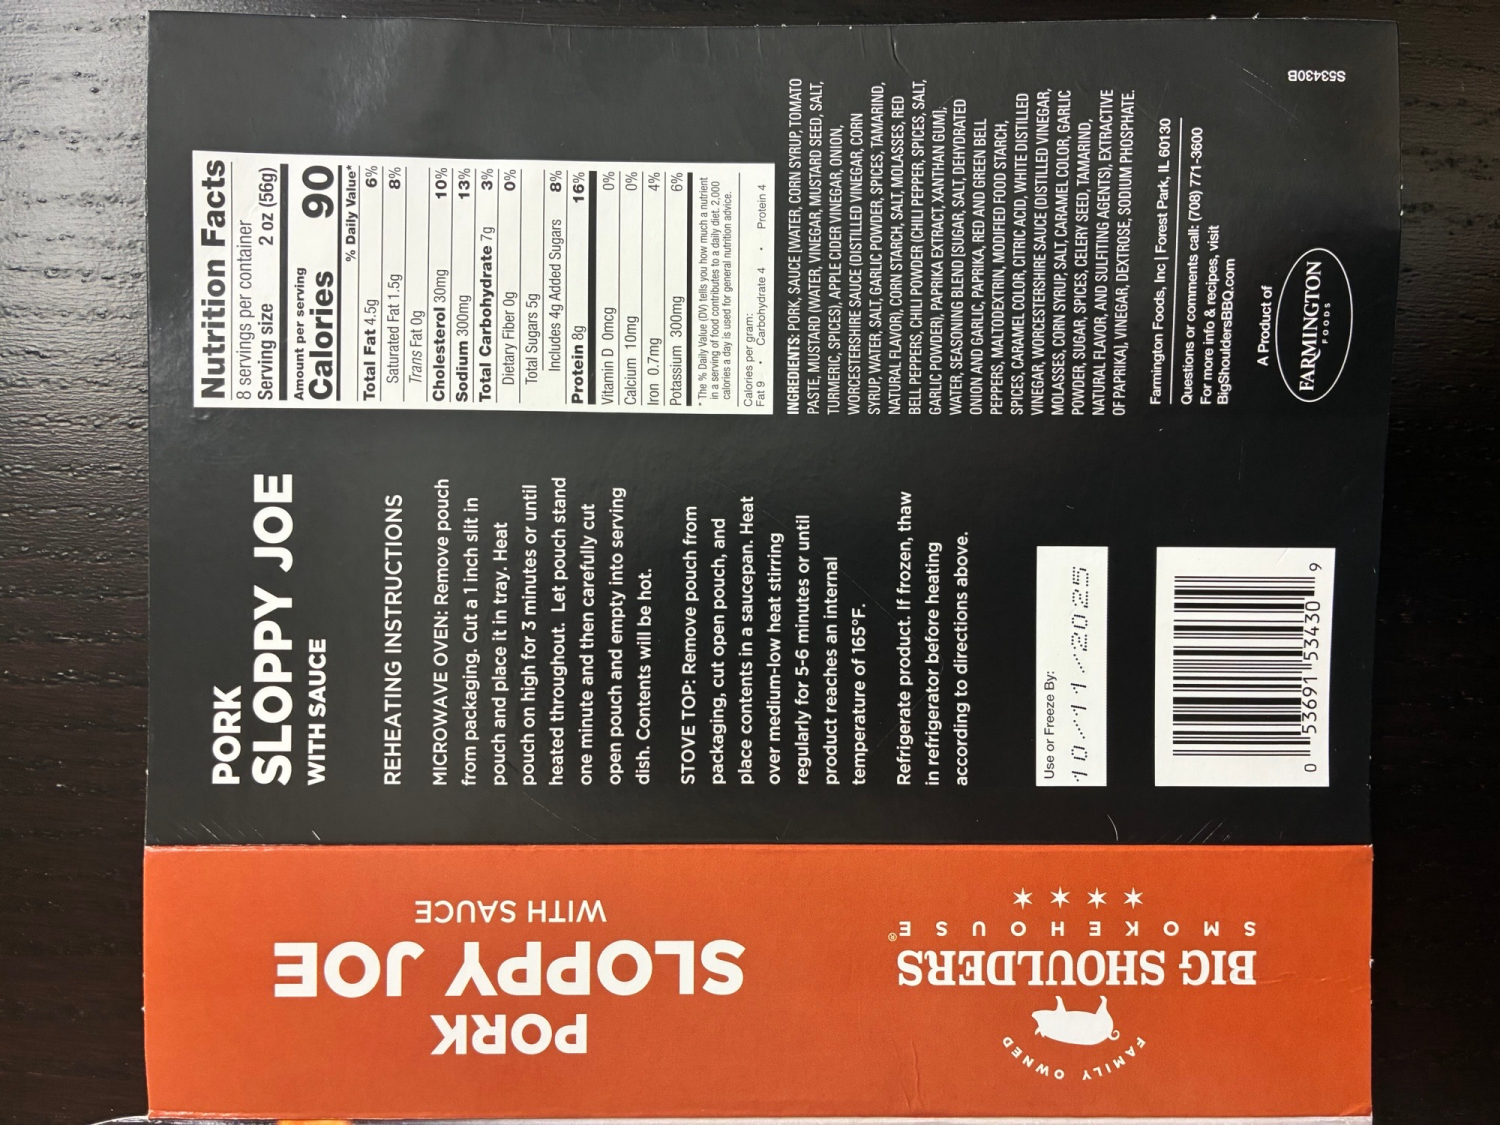 PORK
SLOPPY JOE
WITH SAUCE
REHEATING INSTRUCTIONS
MICROWAVE OVEN: Remove pouch
from packaging. Cut a 1 inch slit in
pouch and place it in tray. Heat
pouch on high for 3 minutes or until
heated throughout. Let pouch stand
one minute and then carefully cut
open pouch and empty into serving
dish. Contents will be hot.
STOVE TOP: Remove pouch from
packaging, cut open pouch, and
place contents in a saucepan. Heat
over medium-low heat stirring
regularly for 5-6 minutes or until
product reaches an internal
temperature of 165°F.
Refrigerate product. If frozen, thaw
in refrigerator before heating
according to directions above.
Use or Freeze By:
10/11/2025
0 53691 53430 9
Nutrition Facts
8 servings per container
Serving size 2 oz (56g)
Amount per serving
Calories 90
% Daily Value*
Total Fat 4.5g 6%
Saturated Fat 1.5g 8%
Trans Fat 0g
Cholesterol 30mg 10%
Sodium 300mg 13%
Total Carbohydrate 7g 3%
Dietary Fiber 0g 0%
Total Sugars 5g
Includes 4g Added Sugars 8%
Protein 8g 16%
Vitamin D 0mcg 0%
Calcium 10mg 0%
Iron 0.7mg 4%
Potassium 300mg 6%
* The % Daily Value (DV) tells you how much a nutrient
in a serving of food contributes to a daily diet. 2,000
calories a day is used for general nutrition advice.
Calories per gram:
Fat 9 • Carbohydrate 4 • Protein 4
INGREDIENTS: PORK, SAUCE [WATER, CORN SYRUP, TOMATO
PASTE, MUSTARD (WATER, VINEGAR, MUSTARD SEED, SALT,
TURMERIC, SPICES), APPLE CIDER VINEGAR, ONION,
WORCESTERSHIRE SAUCE (DISTILLED VINEGAR, CORN
SYRUP, WATER, SALT, GARLIC POWDER, SPICES, TAMARIND,
NATURAL FLAVOR), CORN STARCH, SALT, MOLASSES, RED
BELL PEPPERS, CHILI POWDER (CHILI PEPPER, SPICES, SALT,
GARLIC POWDER), PAPRIKA EXTRACT, XANTHAN GUM],
WATER, SEASONING BLEND [SUGAR, SALT, DEHYDRATED
ONION AND GARLIC, PAPRIKA, RED AND GREEN BELL
PEPPERS, MALTODEXTRIN, MODIFIED FOOD STARCH,
SPICES, CARAMEL COLOR, CITRIC ACID, WHITE DISTILLED
VINEGAR, WORCESTERSHIRE SAUCE (DISTILLED VINEGAR,
MOLASSES, CORN SYRUP, SALT, CARAMEL COLOR, GARLIC
POWDER, SUGAR, SPICES, CELERY SEED, TAMARIND,
NATURAL FLAVOR, AND SULFITING AGENTS), EXTRACTIVE
OF PAPRIKA], VINEGAR, DEXTROSE, SODIUM PHOSPHATE.
Farmington Foods, Inc | Forest Park, IL 60130
Questions or comments call: (708) 771-3600
For more info & recipes, visit
BigShouldersBBQ.com
A Product of
FARMINGTON
FOODS
S53430B
PORK
SLOPPY JOE
WITH SAUCE
FAMILY OWNED
BIG SHOULDERS
SMOKEHOUSE®